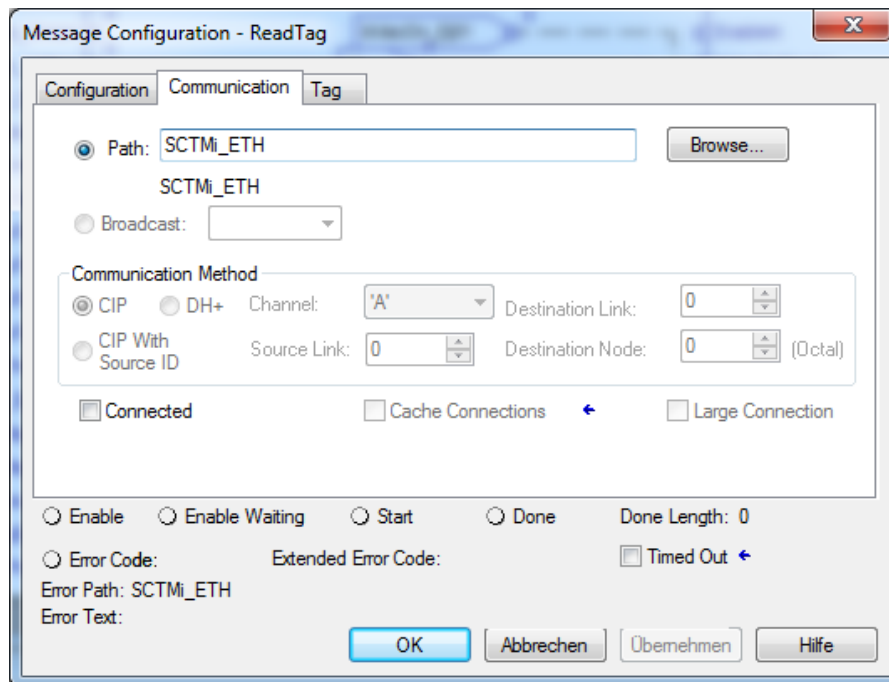 Message Configuration - ReadTag
Configuration Communication Tag
Path: SCTMi_ETH Browse...
SCTMi_ETH
Broadcast:
Communication Method
CIP DH+ Channel: 'A' Destination Link: 0
CIP With Source ID Source Link: 0 Destination Node: 0 (Octal)
Connected Cache Connections Large Connection
Enable Enable Waiting Start Done Done Length: 0
Error Code: Extended Error Code: Timed Out
Error Path: SCTMi_ETH
Error Text:
OK Abbrechen Übernehmen Hilfe